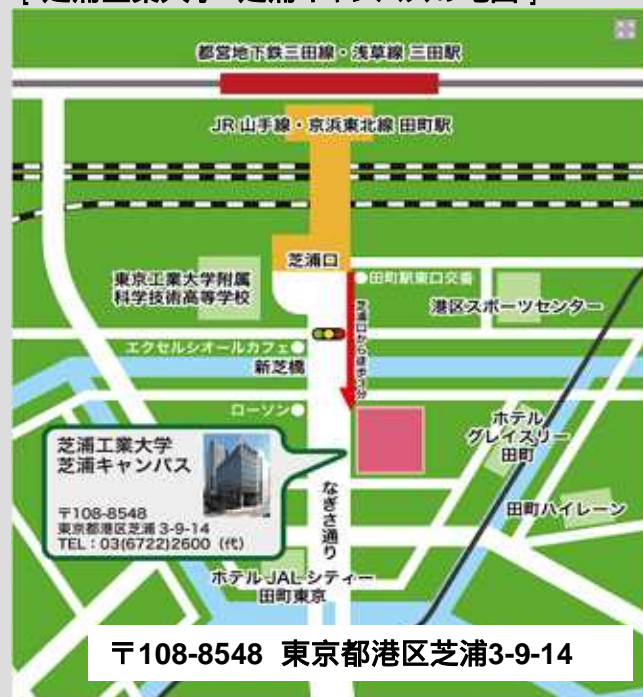 [ 芝浦工業大学 芝浦キャンパスの地図 ]
都営地下鉄三田線・浅草線 三田駅
JR 山手線・京浜東北線 田町駅
芝浦口
田町駅東口交番
東京工業大学附属
科学技術高等学校
港区スポーツセンター
芝浦口から徒歩3分
エクセルシオールカフェ
新芝橋
ローソン
ホテル
グレイスリー
田町
芝浦工業大学
芝浦キャンパス
〒108-8548
東京都港区芝浦 3-9-14
TEL：03(6722)2600（代）
なぎさ通り
田町ハイレーン
ホテル JAL シティー
田町東京
〒108-8548 東京都港区芝浦3-9-14